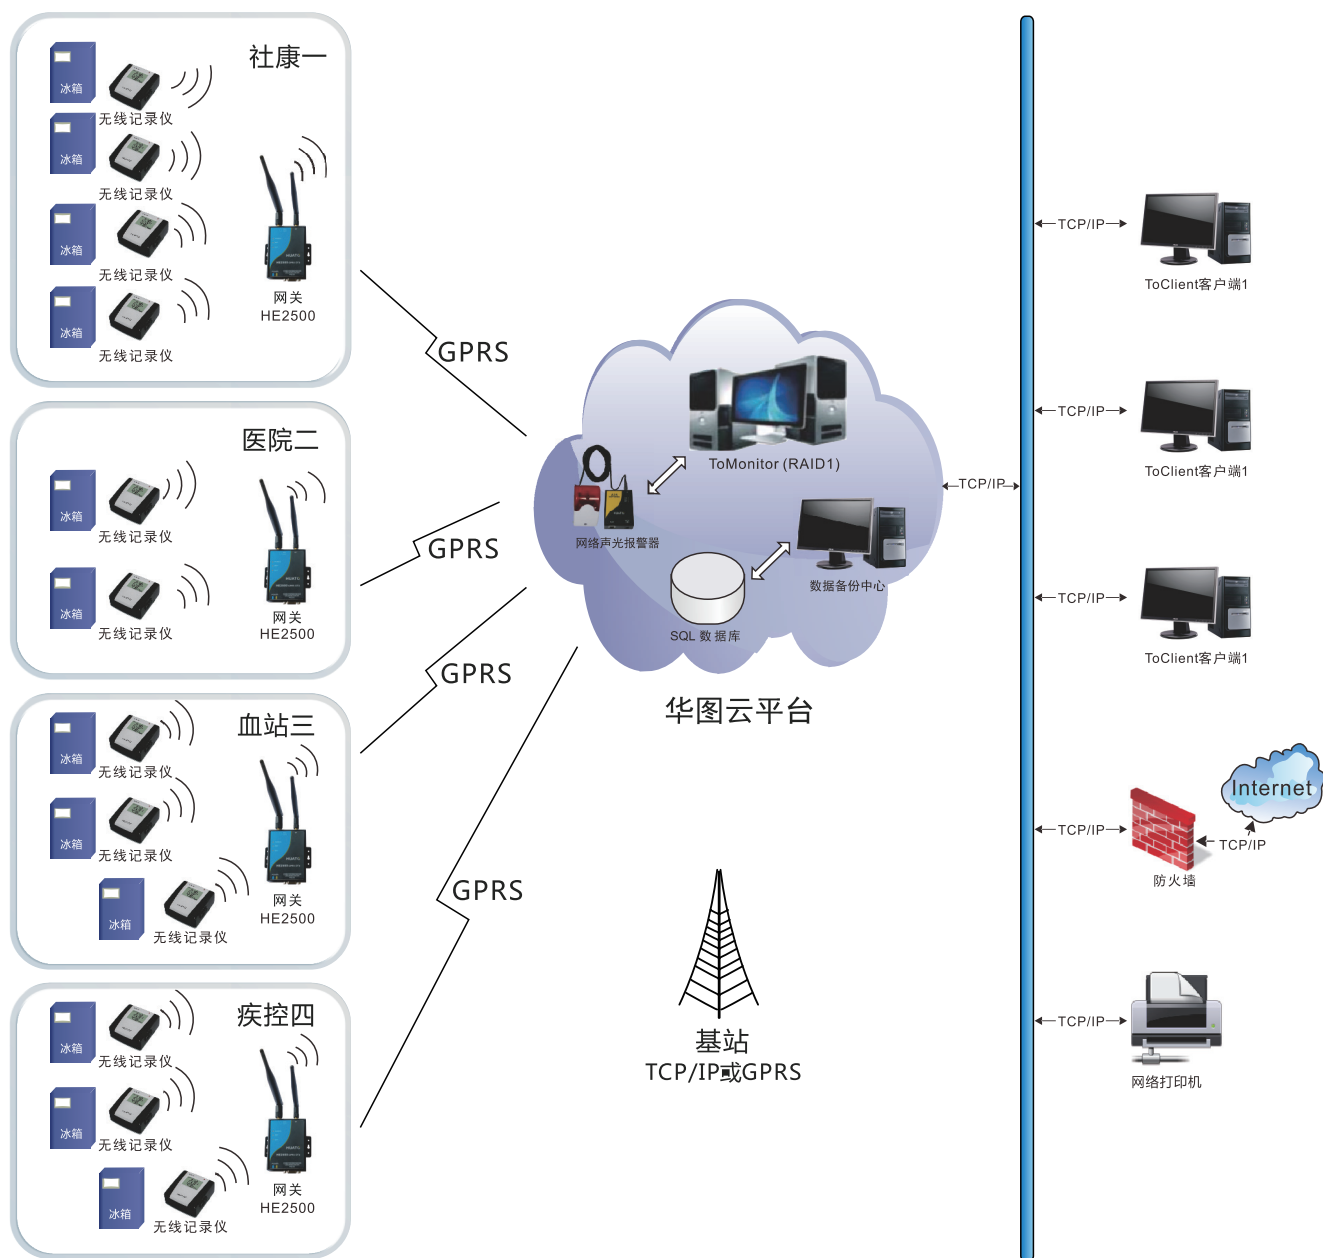 社康一
冰箱
无线记录仪
冰箱
无线记录仪
冰箱
无线记录仪
冰箱
无线记录仪
网关
HE2500
GPRS
医院二
冰箱
无线记录仪
冰箱
无线记录仪
网关
HE2500
GPRS
血站三
冰箱
无线记录仪
冰箱
无线记录仪
冰箱
无线记录仪
网关
HE2500
GPRS
疾控四
冰箱
无线记录仪
冰箱
无线记录仪
冰箱
无线记录仪
网关
HE2500
GPRS
ToMonitor (RAID1)
网络声光报警器
数据备份中心
SQL 数据库
华图云平台
基站
TCP/IP或GPRS
TCP/IP
TCP/IP
ToClient客户端1
TCP/IP
ToClient客户端1
TCP/IP
ToClient客户端1
TCP/IP
防火墙
TCP/IP
Internet
TCP/IP
网络打印机